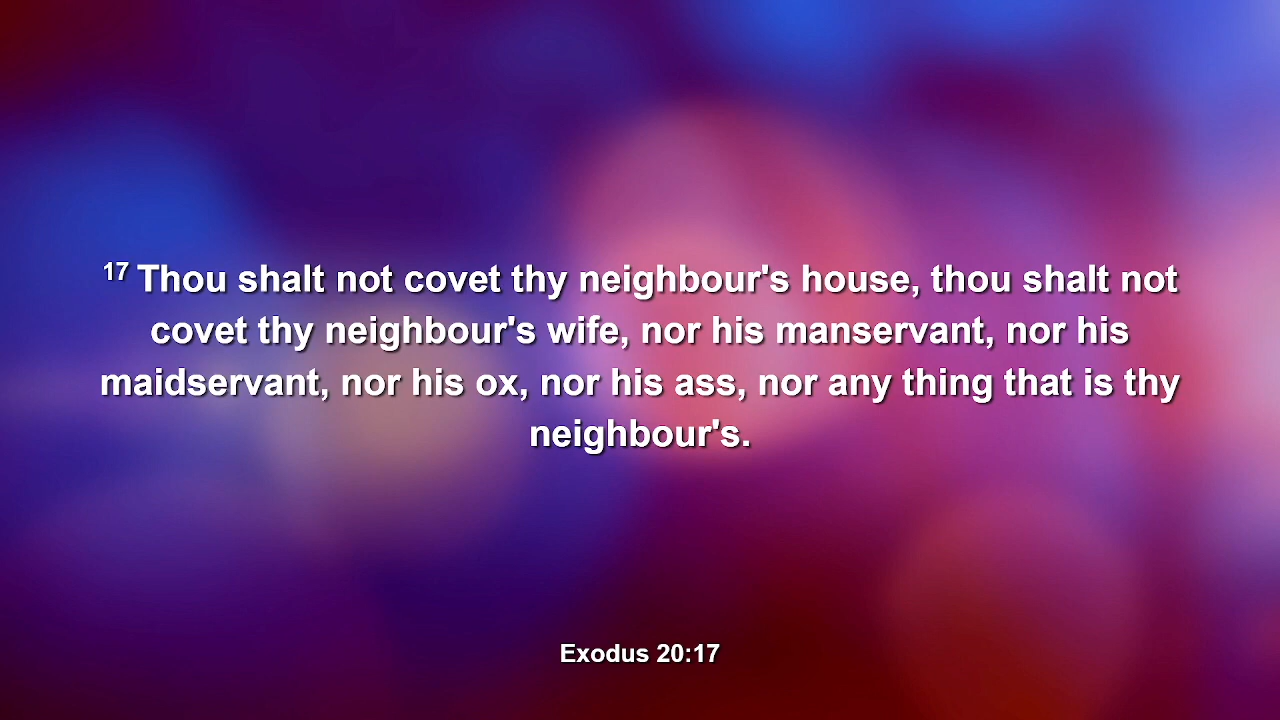 17 Thou shalt not covet thy neighbour's house, thou shalt not
covet thy neighbour's wife, nor his manservant, nor his
maidservant, nor his ox, nor his ass, nor any thing that is thy
neighbour's.
Exodus 20:17